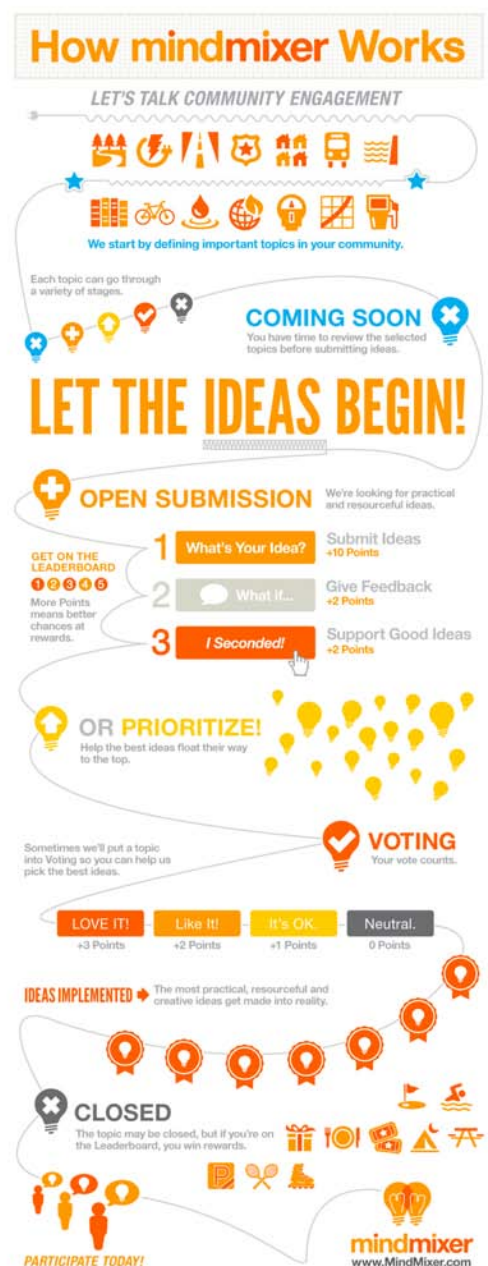 How mindmixer Works
LET'S TALK COMMUNITY ENGAGEMENT
We start by defining important topics in your community.
Each topic can go through
a variety of stages.
COMING SOON
You have time to review the selected
topics before submitting ideas.
LET THE IDEAS BEGIN!
OPEN SUBMISSION
We're looking for practical
and resourceful ideas.
GET ON THE
LEADERBOARD
1 2 3 4 5
More Points
means better
chances at
rewards.
1 What's Your Idea?
Submit Ideas
+10 Points
2 What if...
Give Feedback
+2 Points
3 I Seconded!
Support Good Ideas
+2 Points
OR PRIORITIZE!
Help the best ideas float their way
to the top.
VOTING
Your vote counts.
Sometimes we'll put a topic
into Voting so you can help us
pick the best ideas.
LOVE IT! Like It! It's OK. Neutral.
+3 Points +2 Points +1 Points 0 Points
IDEAS IMPLEMENTED
The most practical, resourceful and
creative ideas get made into reality.
CLOSED
The topic may be closed, but if you're on
the Leaderboard, you win rewards.
P
PARTICIPATE TODAY!
mindmixer
www.MindMixer.com